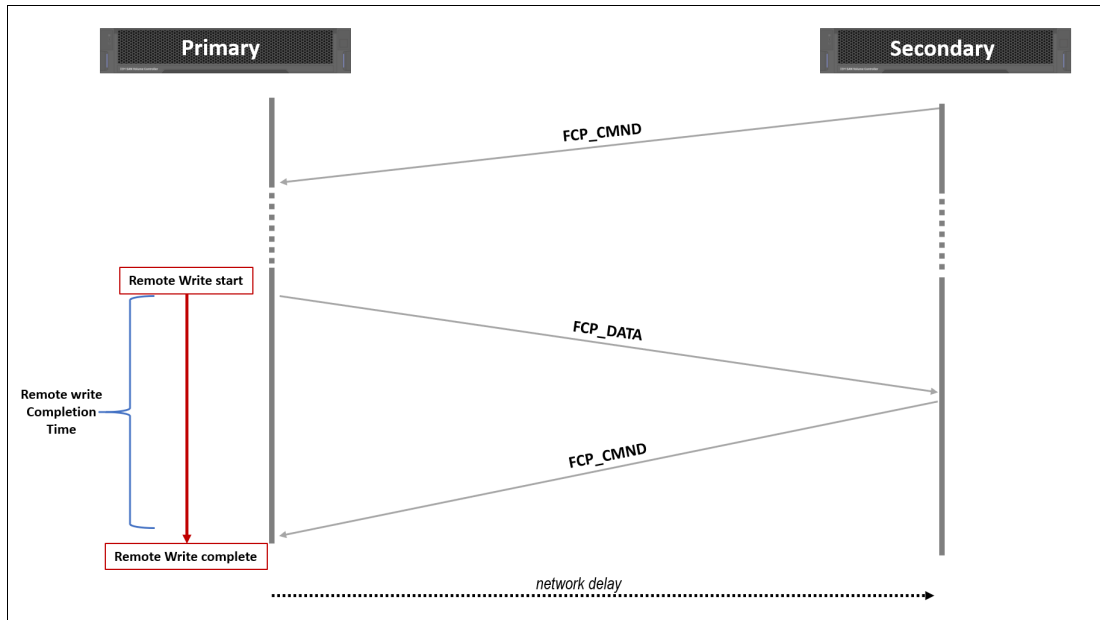 Primary
Secondary
FCP_CMND
Remote Write start
FCP_DATA
Remote write
Completion
Time
FCP_CMND
Remote Write complete
network delay